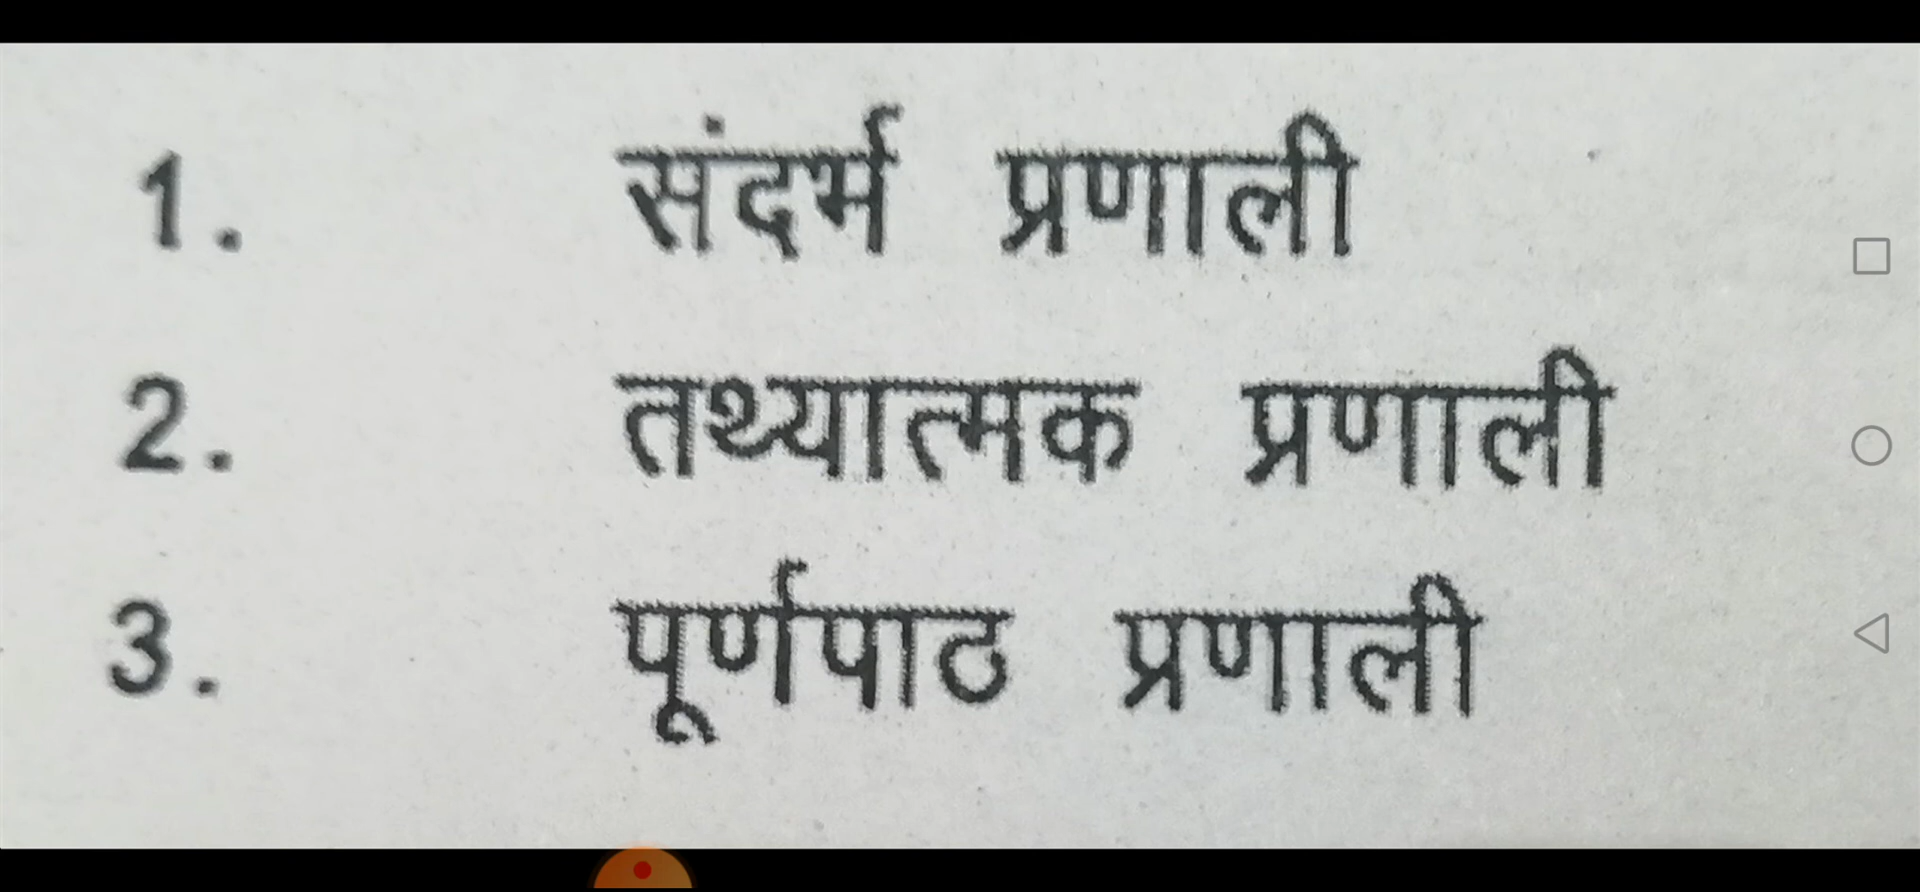 1. संदर्भ प्रणाली
2. तथ्यात्मक प्रणाली
3. पूर्णपाठ प्रणाली